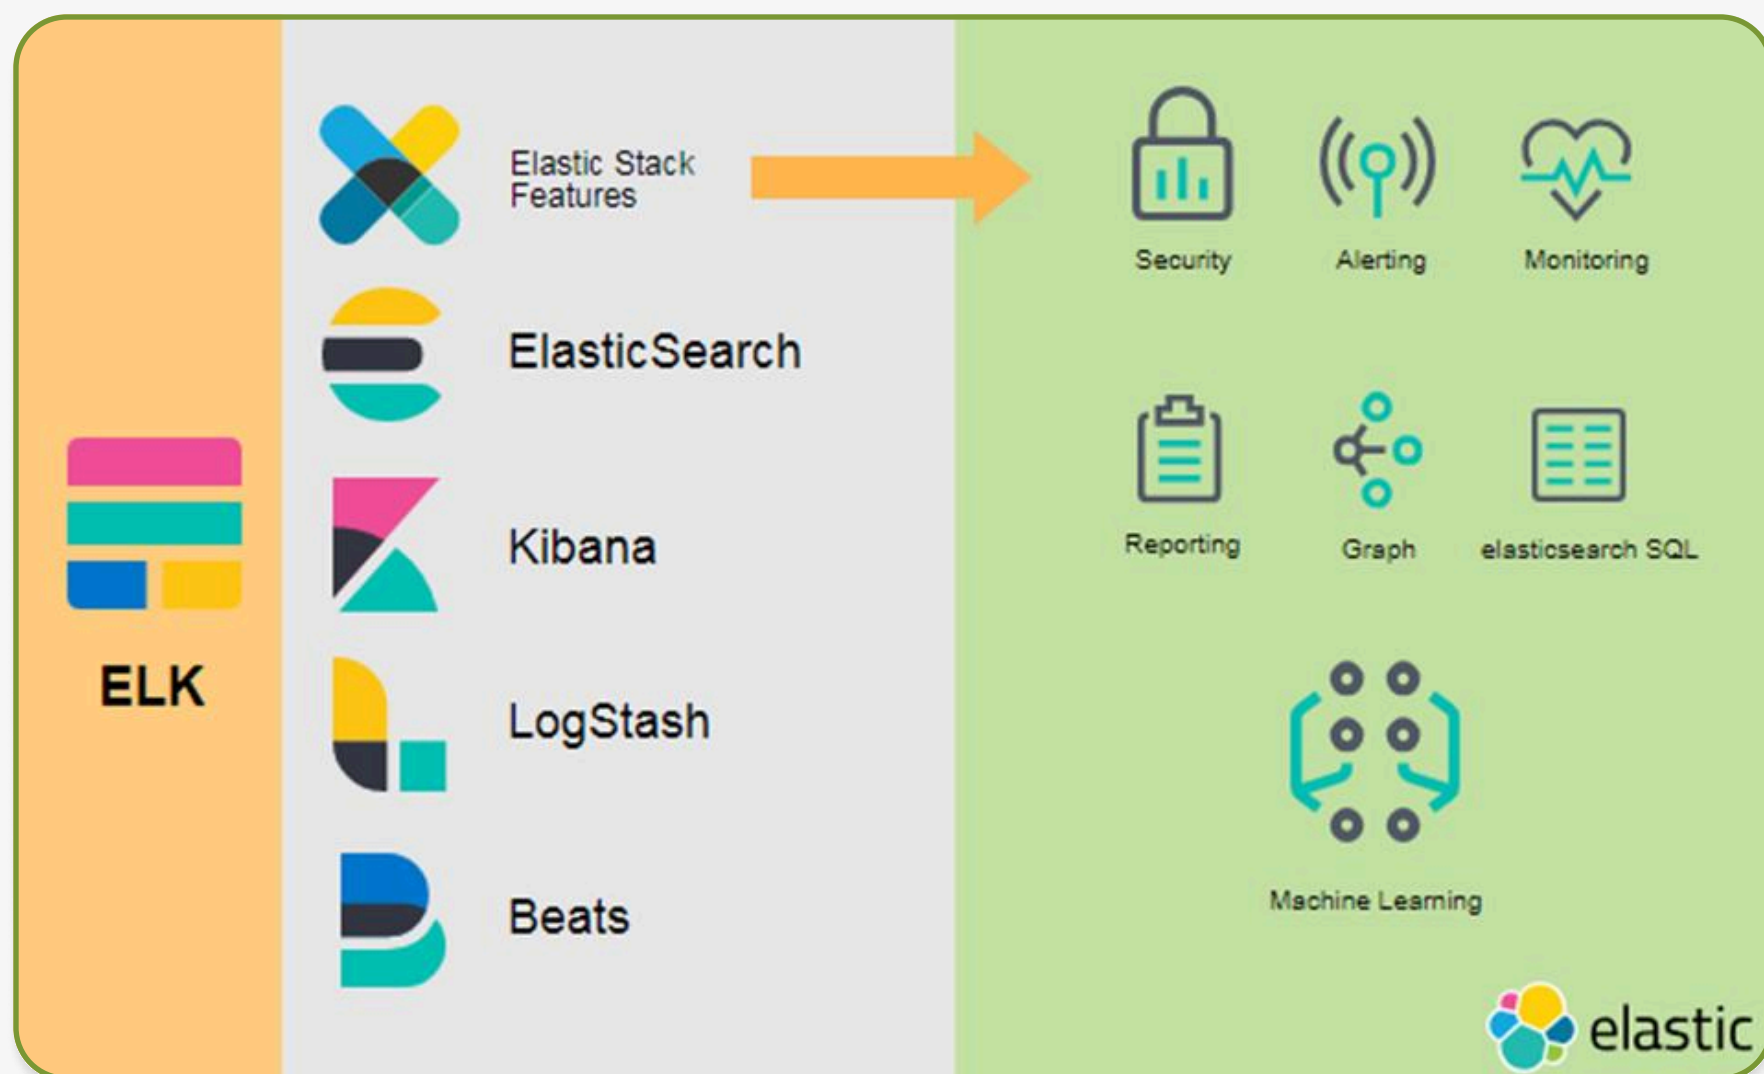 ELK
Elastic Stack
Features
ElasticSearch
Kibana
LogStash
Beats
Security
Alerting
Monitoring
Reporting
Graph
elasticsearch SQL
Machine Learning
elastic